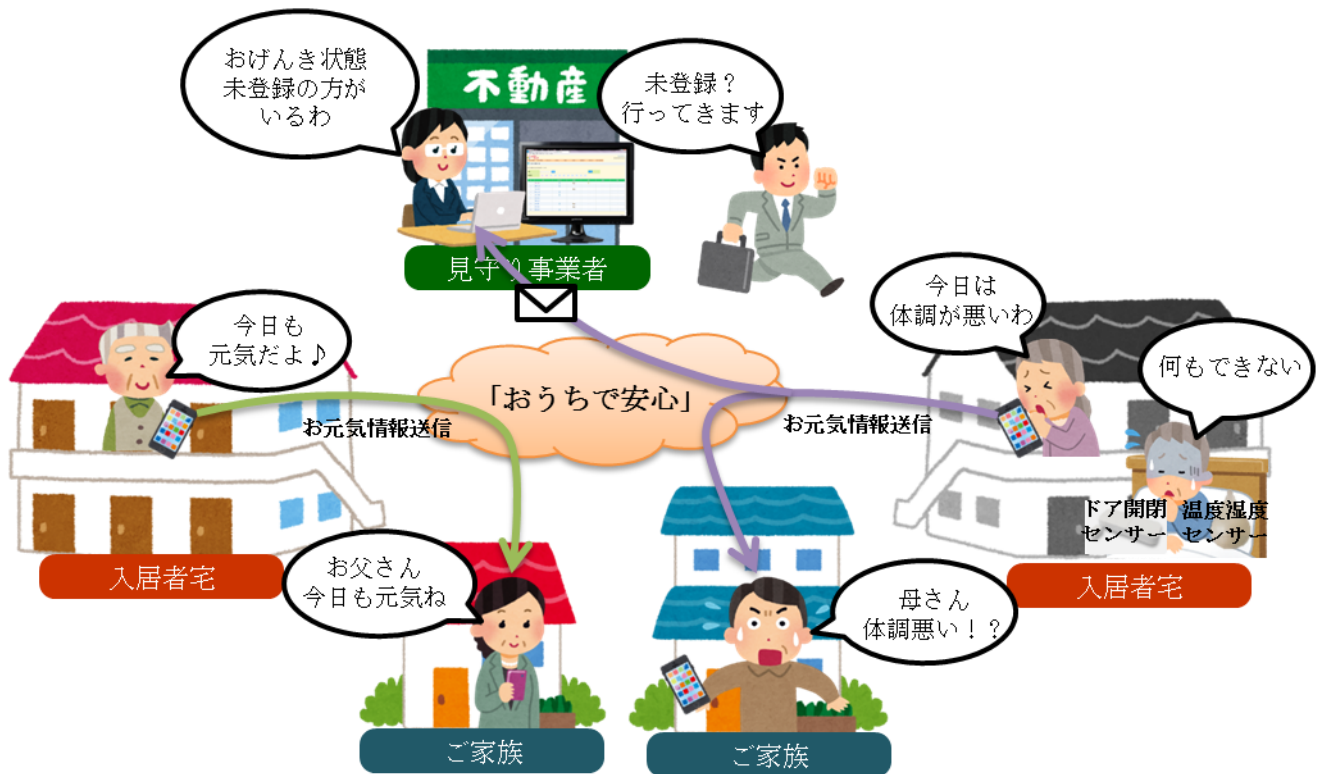 おげんき状態
未登録の方が
いるわ
不動産
未登録？
行ってきます
見守り事業者
今日は
体調が悪いわ
何もできない
今日も
元気だよ♪
「おうちで安心」
お元気情報送信
お元気情報送信
ドア開閉
センサー
温度湿度
センサー
入居者宅
お父さん
今日も元気ね
母さん
体調悪い！？
入居者宅
ご家族
ご家族